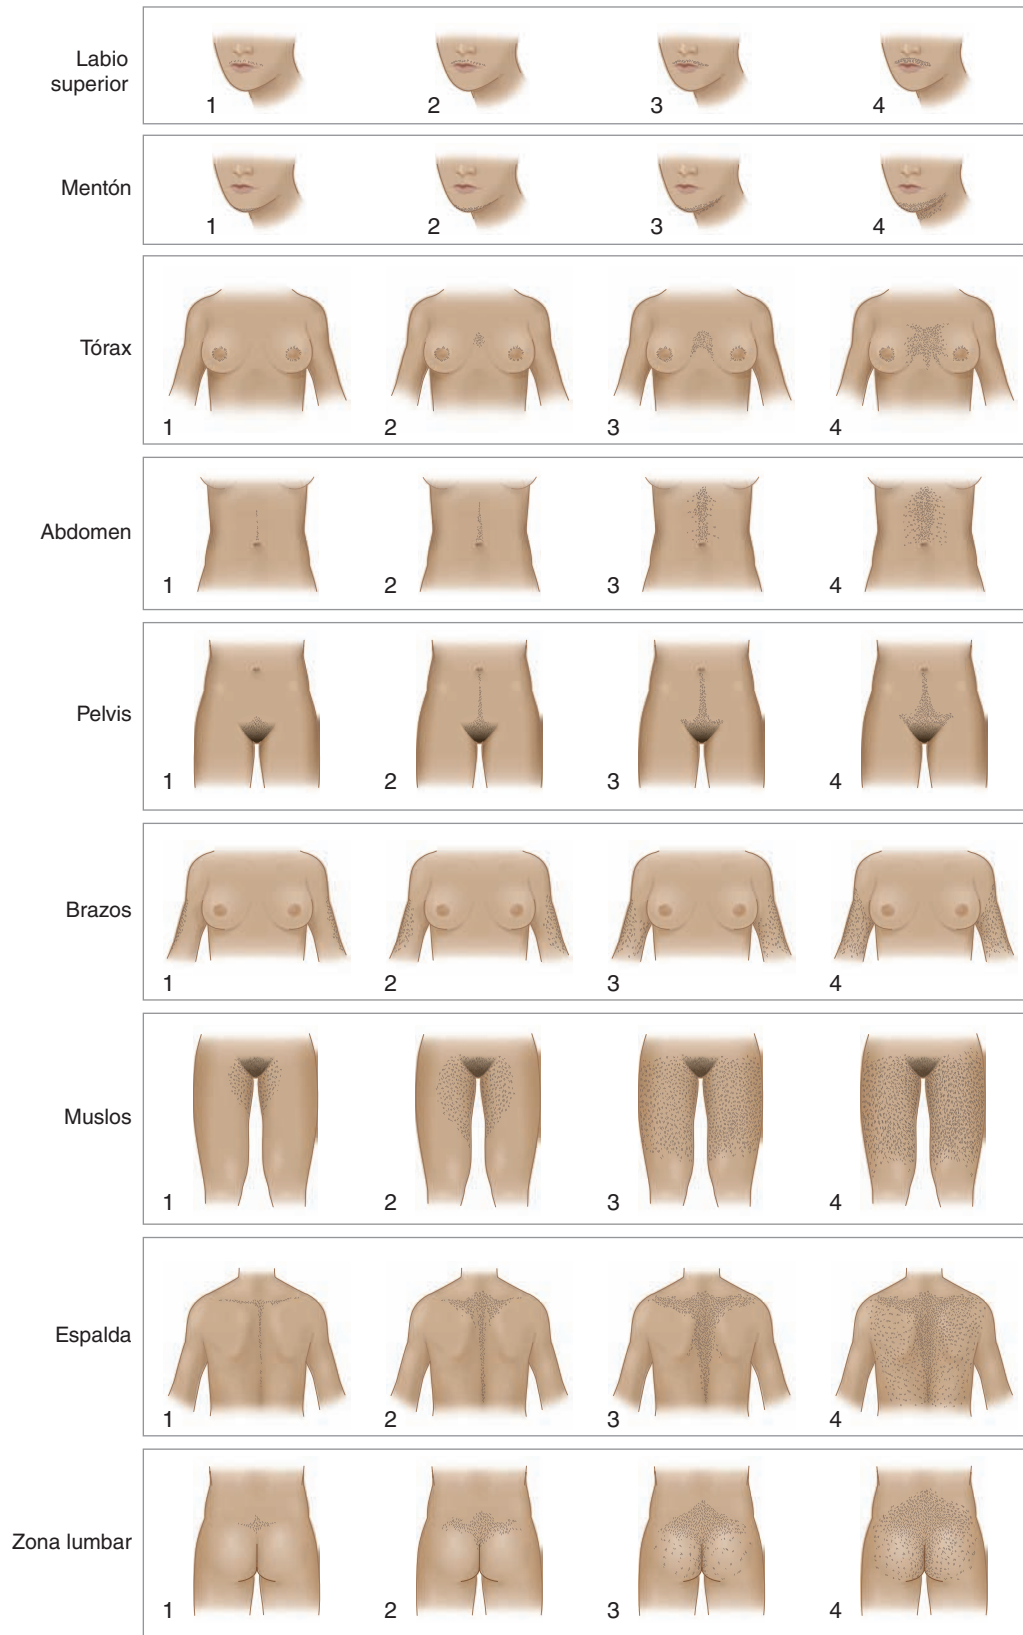 Labio
superior
1 2 3 4
Mentón
1 2 3 4
Tórax
1 2 3 4
Abdomen
1 2 3 4
Pelvis
1 2 3 4
Brazos
1 2 3 4
Muslos
1 2 3 4
Espalda
1 2 3 4
Zona lumbar
1 2 3 4